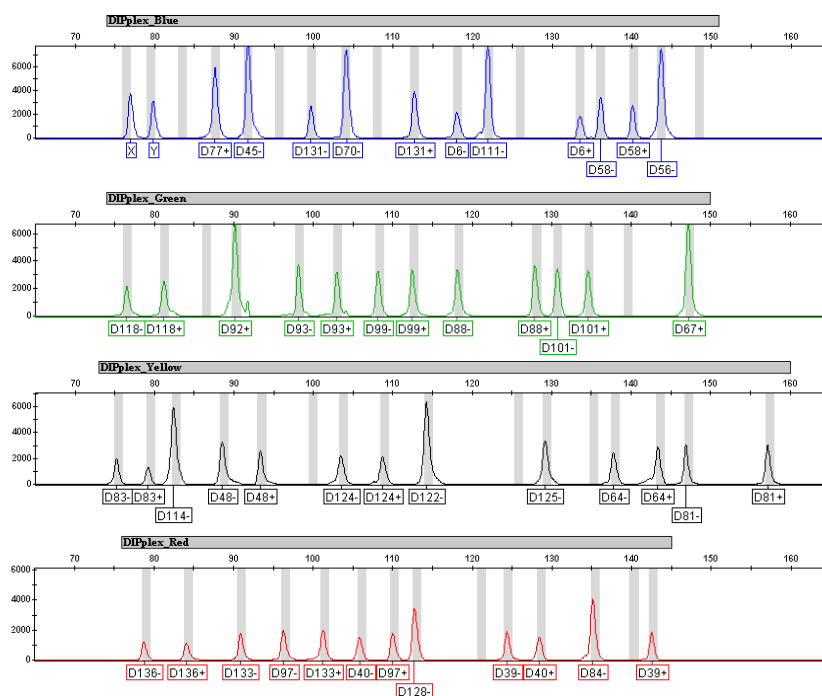 DIPplex_Blue
70 80 90 100 110 120 130 140 150 160
6000
4000
2000
0
X Y D77+ D45- D131- D70- D131+ D6- D111- D6+ D58+ D56-
D58-
DIPplex_Green
70 80 90 100 110 120 130 140 150 160
6000
4000
2000
0
D118- D118+ D92+ D93- D93+ D99- D99+ D88- D88+ D101+ D67+
D101-
DIPplex_Yellow
70 80 90 100 110 120 130 140 150 160
6000
4000
2000
0
D83- D83+ D48- D48+ D124- D124+ D122- D125- D64- D64+ D81+
D114- D81-
DIPplex_Red
70 80 90 100 110 120 130 140 150 160
6000
4000
2000
0
D136- D136+ D133- D97- D133+ D40- D97+ D39- D40+ D84- D39+
D128-